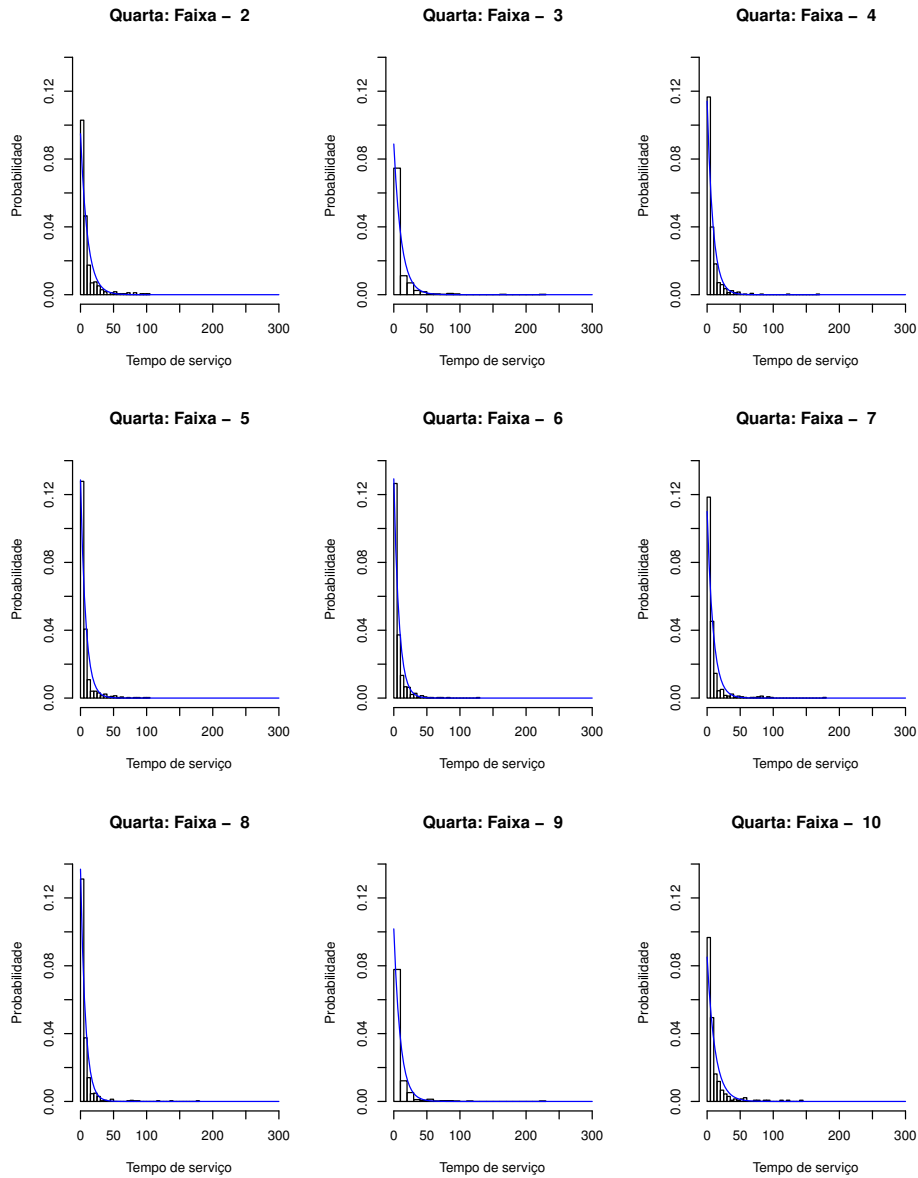 Quarta: Faixa − 2
Probabilidade
0.00 0.04 0.08 0.12
0 50 100 300
Tempo de serviço
Quarta: Faixa − 3
Probabilidade
0.00 0.04 0.08 0.12
0 50 100 300
Tempo de serviço
Quarta: Faixa − 4
Probabilidade
0.00 0.04 0.08 0.12
0 50 100 300
Tempo de serviço
Quarta: Faixa − 5
Probabilidade
0.00 0.04 0.08 0.12
0 50 100 300
Tempo de serviço
Quarta: Faixa − 6
Probabilidade
0.00 0.04 0.08 0.12
0 50 100 300
Tempo de serviço
Quarta: Faixa − 7
Probabilidade
0.00 0.04 0.08 0.12
0 50 100 300
Tempo de serviço
Quarta: Faixa − 8
Probabilidade
0.00 0.04 0.08 0.12
0 50 100 300
Tempo de serviço
Quarta: Faixa − 9
Probabilidade
0.00 0.04 0.08 0.12
0 50 100 300
Tempo de serviço
Quarta: Faixa − 10
Probabilidade
0.00 0.04 0.08 0.12
0 50 100 300
Tempo de serviço